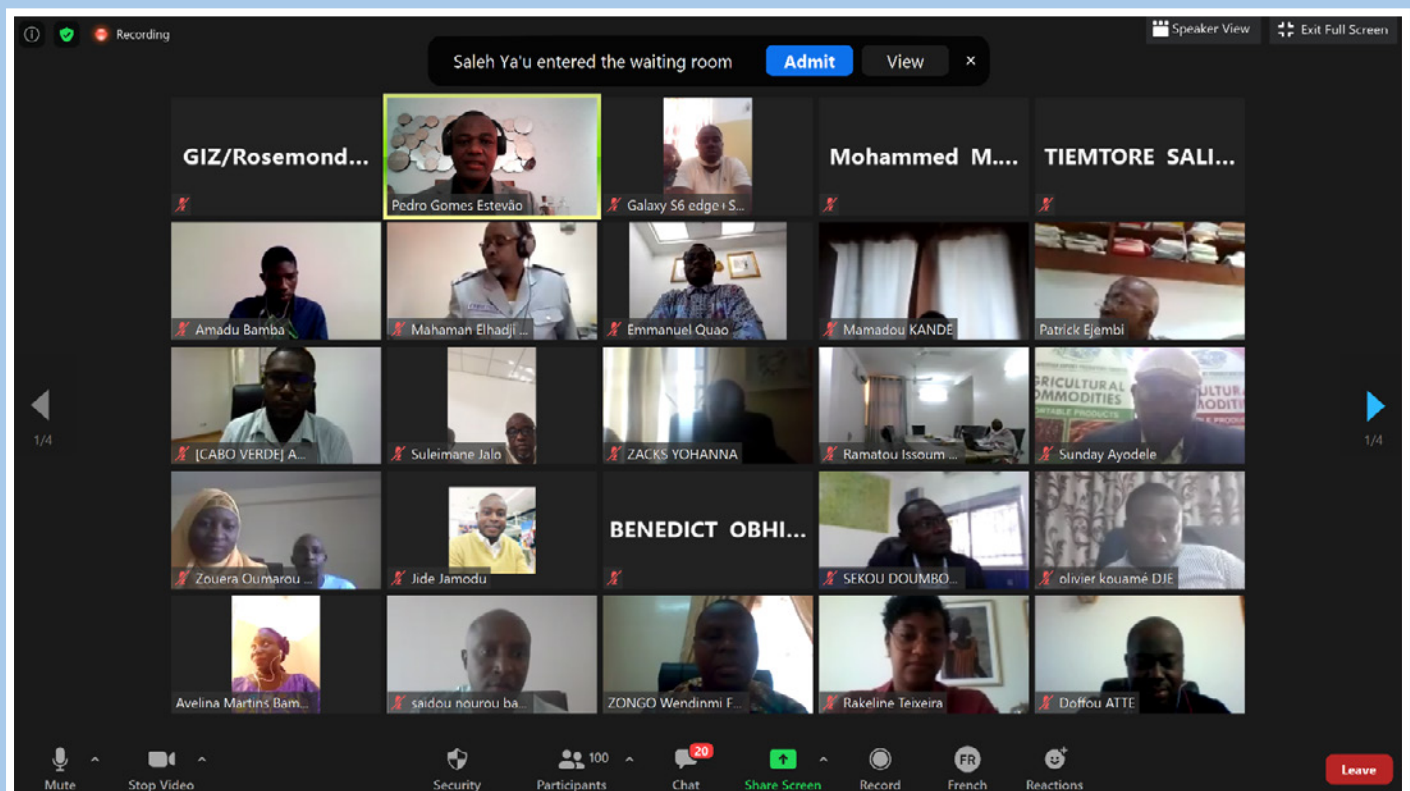 Recording
Speaker View
Exit Full Screen
Saleh Ya'u entered the waiting room
Admit
View
GIZ/Rosemond...
Pedro Gomes Estevão
Galaxy S6 edge+S...
Mohammed M....
TIEMTORE SALI...
Amadu Bamba
Mahaman Elhadji ...
Emmanuel Quao
Mamadou KANDE
Patrick Ejembi
[CABO VERDE] A...
Suleimane Jalo
ZACKS YOHANNA
Ramatou Issoum ...
Sunday Ayodele
GRICULTURAL
OMMODITIES
RTABLE PRODUCTS
1/4
1/4
Zouera Oumarou ...
Jide Jamodu
BENEDICT OBHI...
SEKOU DOUMBO...
olivier kouamé DJE
Avelina Martins Bam...
saidou nourou ba...
ZONGO Wendinmi F...
Rakeline Teixeira
Doffou ATTE
Mute
Stop Video
Security
100
Participants
20
Chat
Share Screen
Record
FR
French
Reactions
Leave